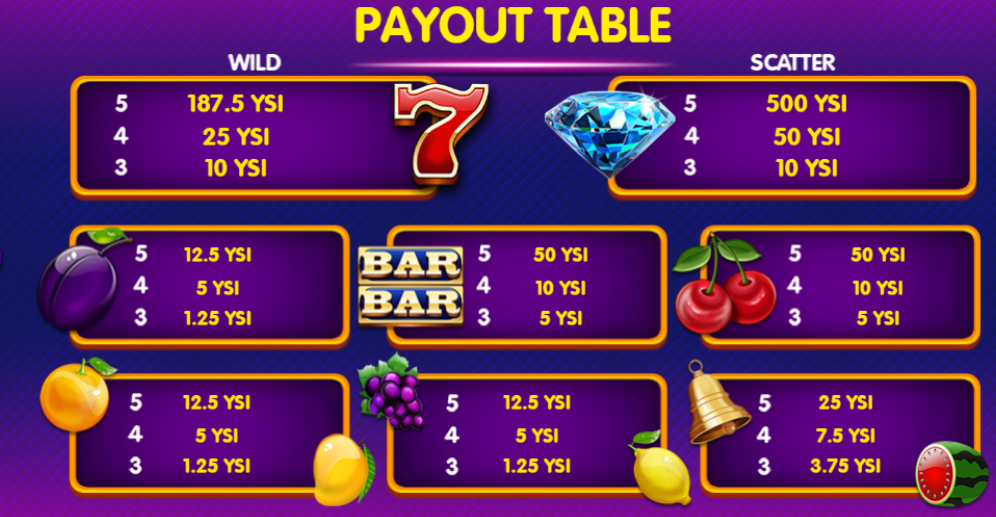 PAYOUT TABLE
WILD
5 187.5 YSI
4 25 YSI
3 10 YSI
7
SCATTER
5 500 YSI
4 50 YSI
3 10 YSI
5 12.5 YSI
4 5 YSI
3 1.25 YSI
BAR
BAR
5 50 YSI
4 10 YSI
3 5 YSI
5 50 YSI
4 10 YSI
3 5 YSI
5 12.5 YSI
4 5 YSI
3 1.25 YSI
5 12.5 YSI
4 5 YSI
3 1.25 YSI
5 25 YSI
4 7.5 YSI
3 3.75 YSI